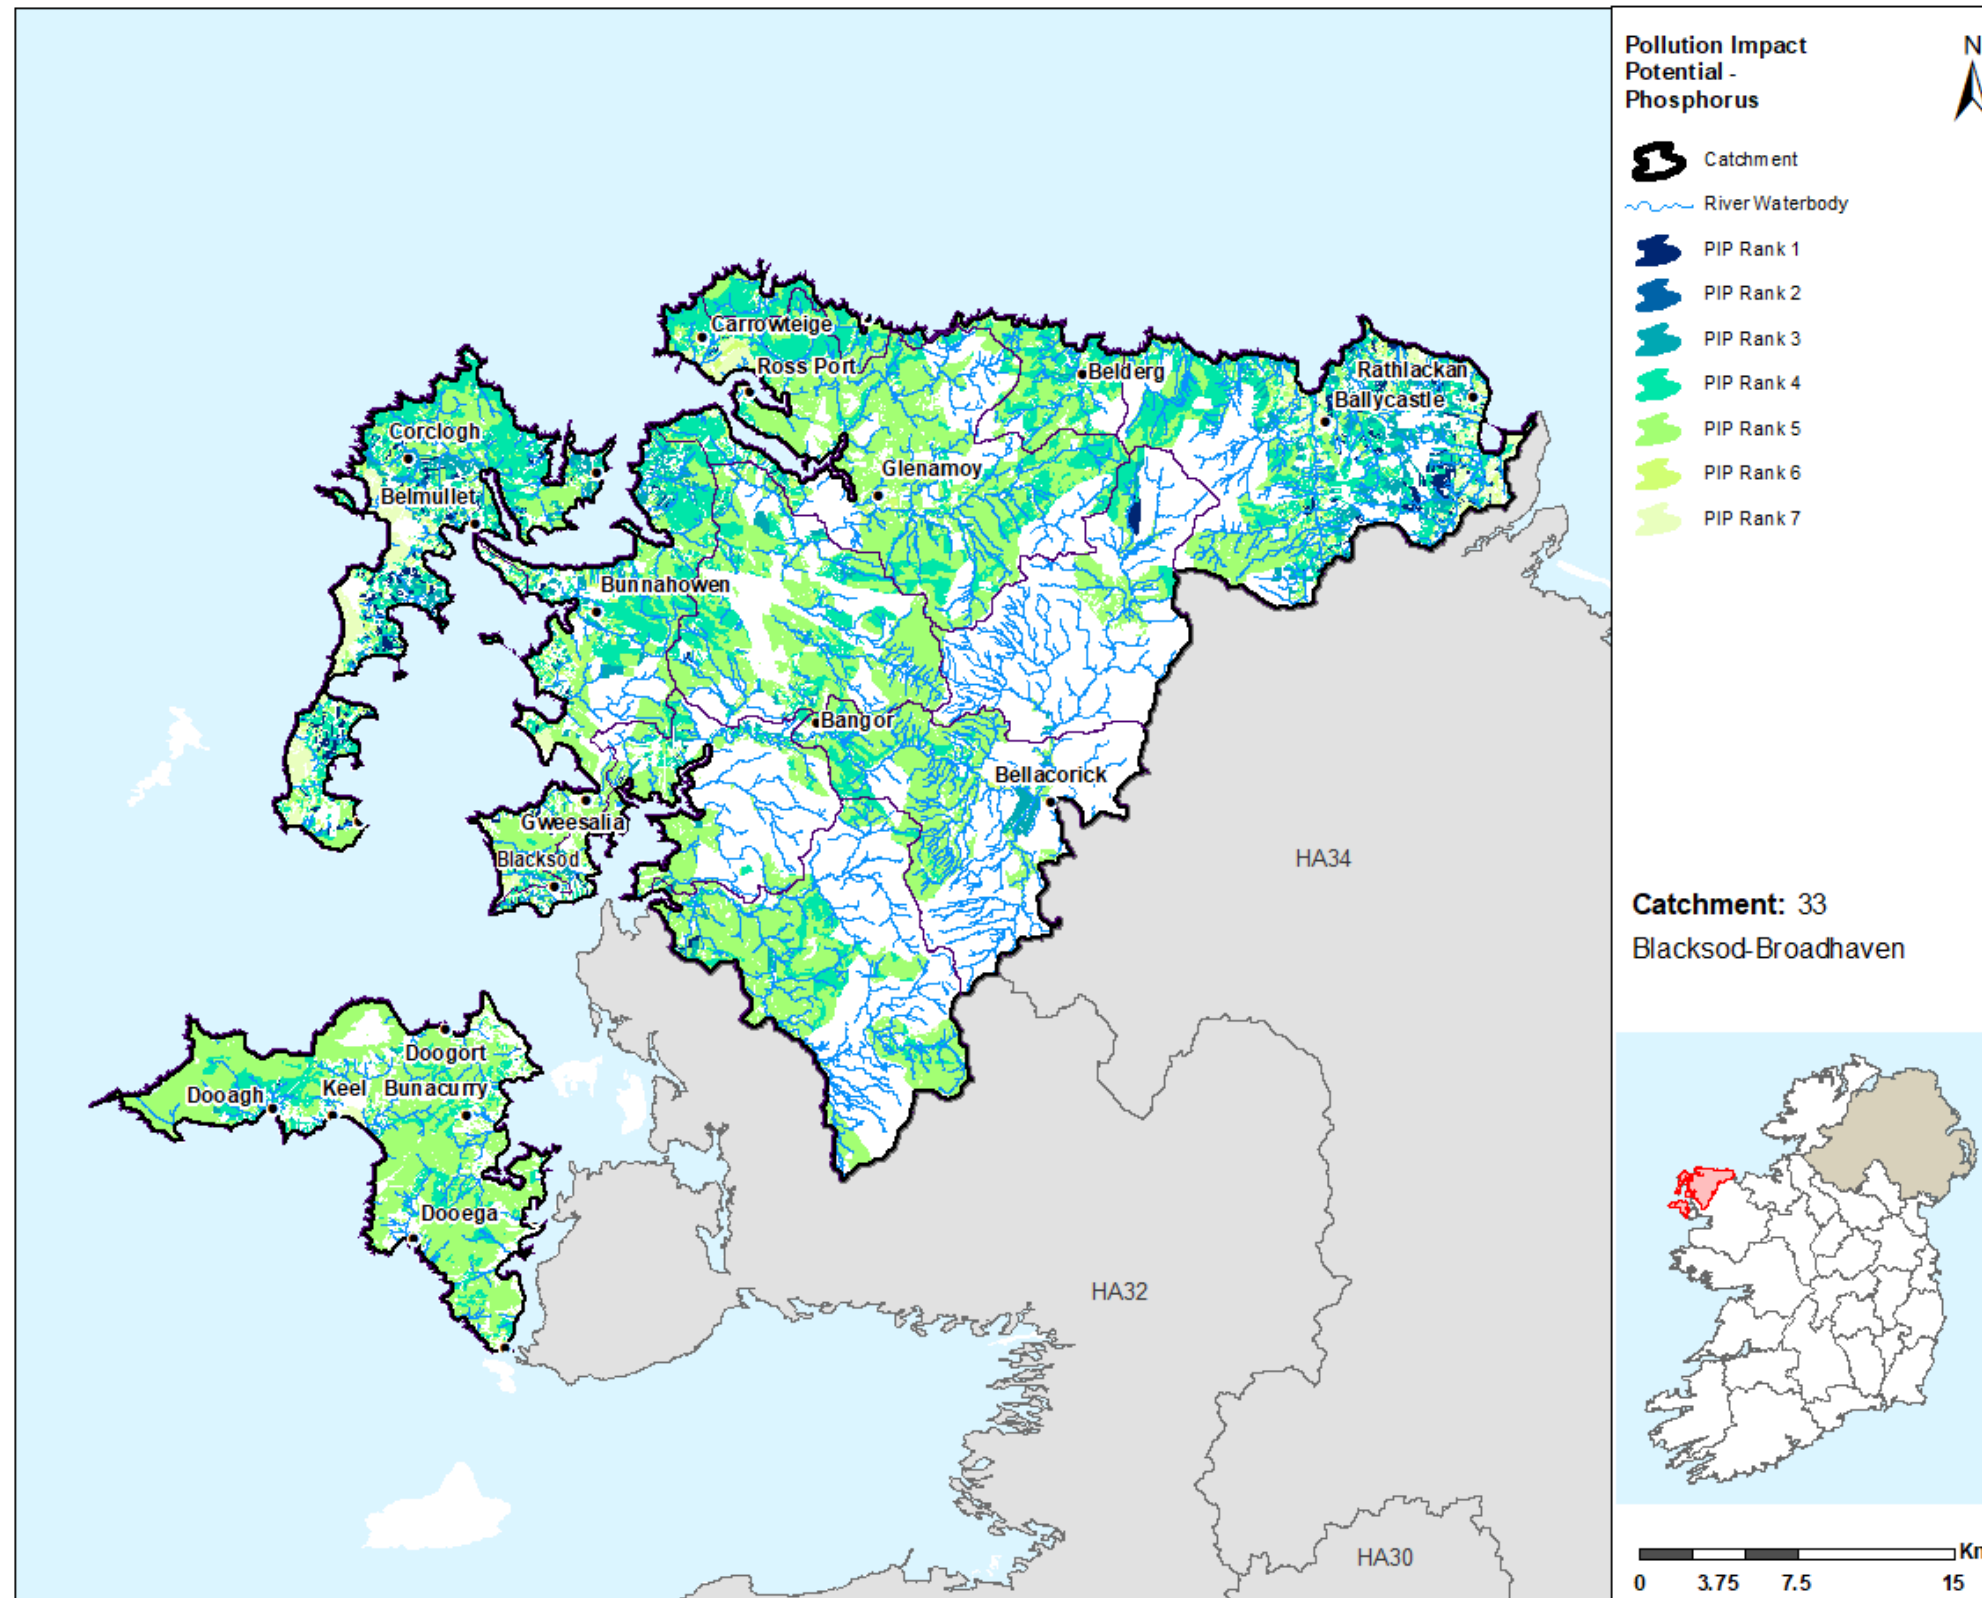 Pollution Impact
Potential -
Phosphorus
N
Catchment
River Waterbody
PIP Rank 1
PIP Rank 2
PIP Rank 3
PIP Rank 4
PIP Rank 5
PIP Rank 6
PIP Rank 7
Carrowteige
Ross Port
Belderg
Rathlackan
Ballycastle
Corclogh
Glenamoy
Belmullet
Bunnahowen
Bangor
Bellacorick
Gweesalia
Blacksod
HA34
Catchment: 33
Blacksod-Broadhaven
Doogort
Dooagh
Keel
Bunacurry
Dooega
HA32
HA30
Km
0 3.75 7.5 15